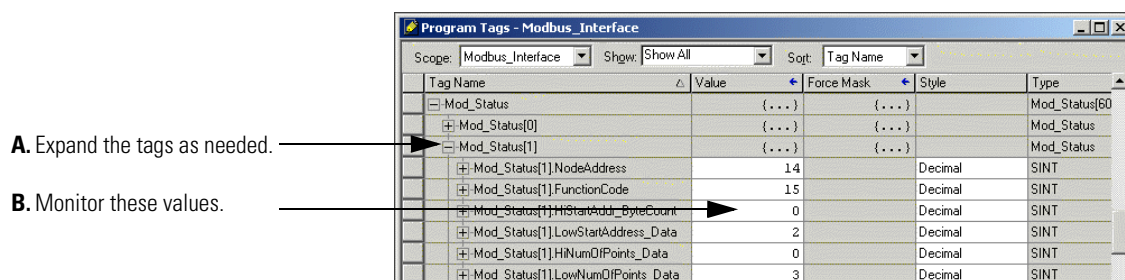 Program Tags - Modbus_Interface
Scope: Modbus_Interface Show: Show All Sort: Tag Name
Tag Name Value Force Mask Style Type
Mod_Status {...} {...} Mod_Status[60
Mod_Status[0] {...} {...} Mod_Status
A. Expand the tags as needed. Mod_Status[1] {...} {...} Mod_Status
Mod_Status[1].NodeAddress 14 Decimal SINT
B. Monitor these values. Mod_Status[1].FunctionCode 15 Decimal SINT
Mod_Status[1].HiStartAddr_ByteCount 0 Decimal SINT
Mod_Status[1].LowStartAddress_Data 2 Decimal SINT
Mod_Status[1].HiNumOfPoints_Data 0 Decimal SINT
Mod_Status[1].LowNumOfPoints_Data 3 Decimal SINT